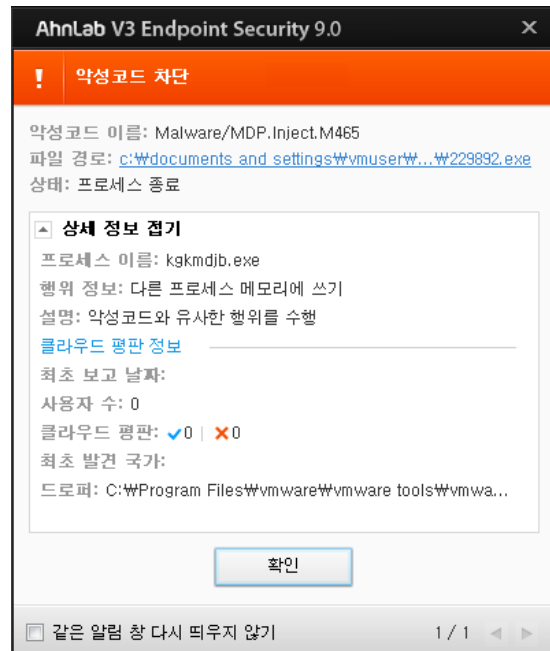 AhnLab V3 Endpoint Security 9.0
악성코드 차단
악성코드 이름: Malware/MDP.Inject.M465
파일 경로: c:₩documents and settings₩vmuser₩...₩229892.exe
상태: 프로세스 종료
상세 정보 접기
프로세스 이름: kgkmdjb.exe
행위 정보: 다른 프로세스 메모리에 쓰기
설명: 악성코드와 유사한 행위를 수행
클라우드 평판 정보
최초 보고 날짜:
사용자 수: 0
클라우드 평판: ✔0 | ✖0
최초 발견 국가:
드로퍼: C:₩Program Files₩vmware₩vmware tools₩vmwa...
확인
같은 알림 창 다시 띄우지 않기 1 / 1